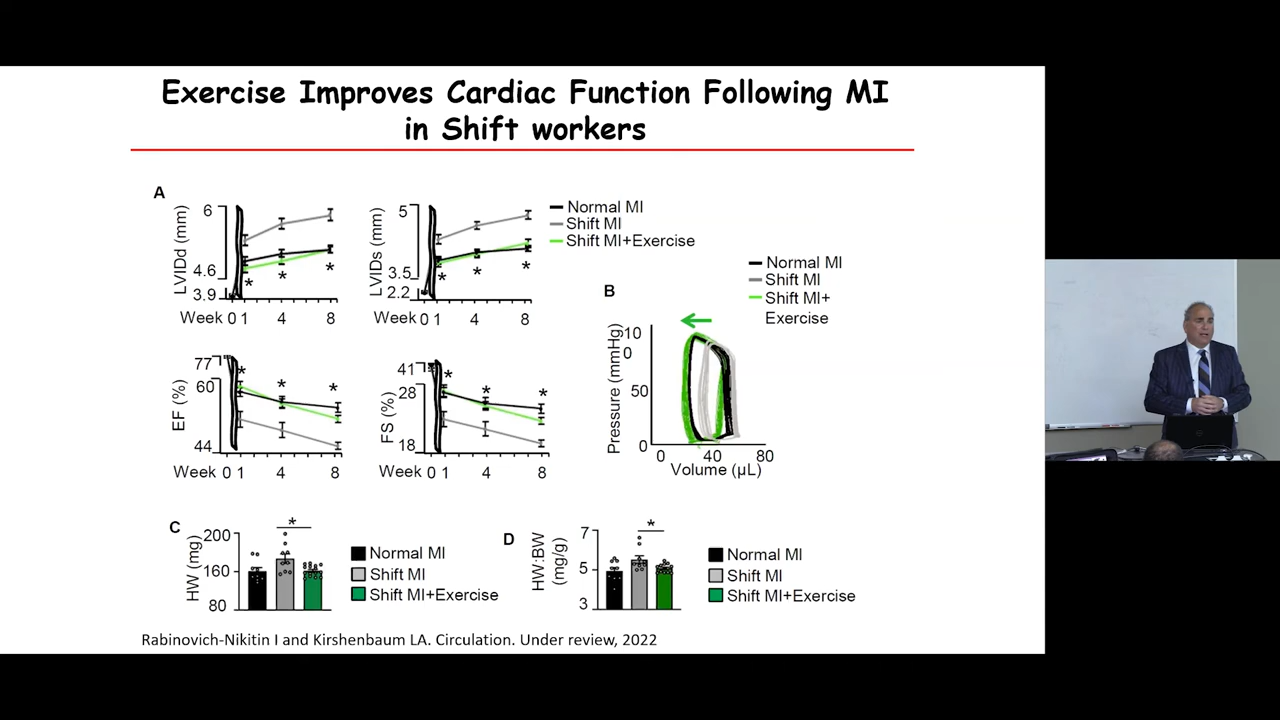 Exercise Improves Cardiac Function Following MI
in Shift workers
A
LVIDd (mm)
6
4.6
3.9
Week 0 1 4 8
* * *
LVIDs (mm)
5
3.5
2.2
Week 0 1 4 8
* * *
Normal MI
Shift MI
Shift MI+Exercise
EF (%)
77
60
44
Week 0 1 4 8
* * *
FS (%)
41
28
18
Week 0 1 4 8
* * *
B
Normal MI
Shift MI
Shift MI+
Exercise
Pressure (mmHg)
10
0
50
0
0 40 80
Volume (µL)
C
HW (mg)
200
160
80
*
Normal MI
Shift MI
Shift MI+Exercise
D
HW:BW
(mg/g)
7
5
3
*
Normal MI
Shift MI
Shift MI+Exercise
Rabinovich-Nikitin I and Kirshenbaum LA. Circulation. Under review, 2022